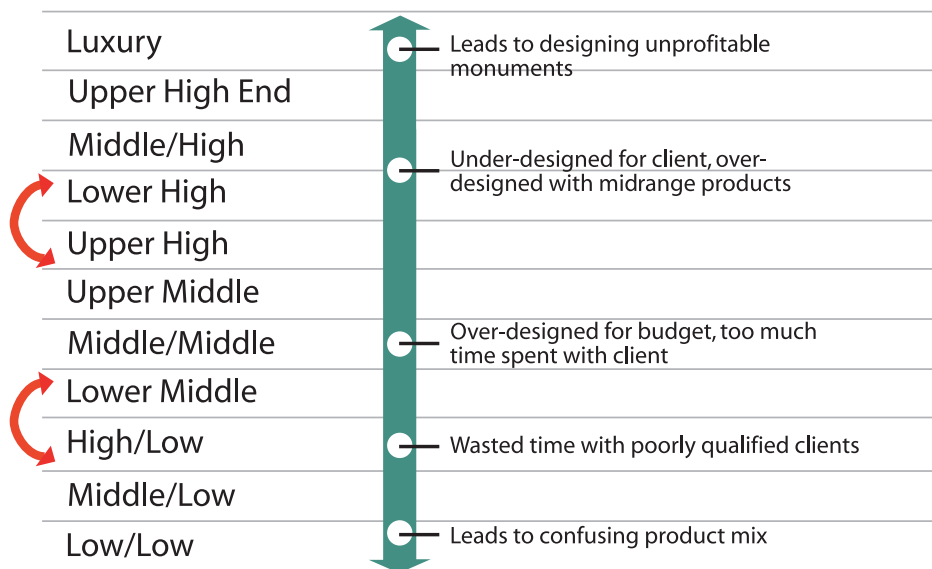 Luxury
Leads to designing unprofitable
monuments
Upper High End
Middle/High
Under-designed for client, over-
designed with midrange products
Lower High
Upper High
Upper Middle
Middle/Middle
Over-designed for budget, too much
time spent with client
Lower Middle
High/Low
Wasted time with poorly qualified clients
Middle/Low
Low/Low
Leads to confusing product mix